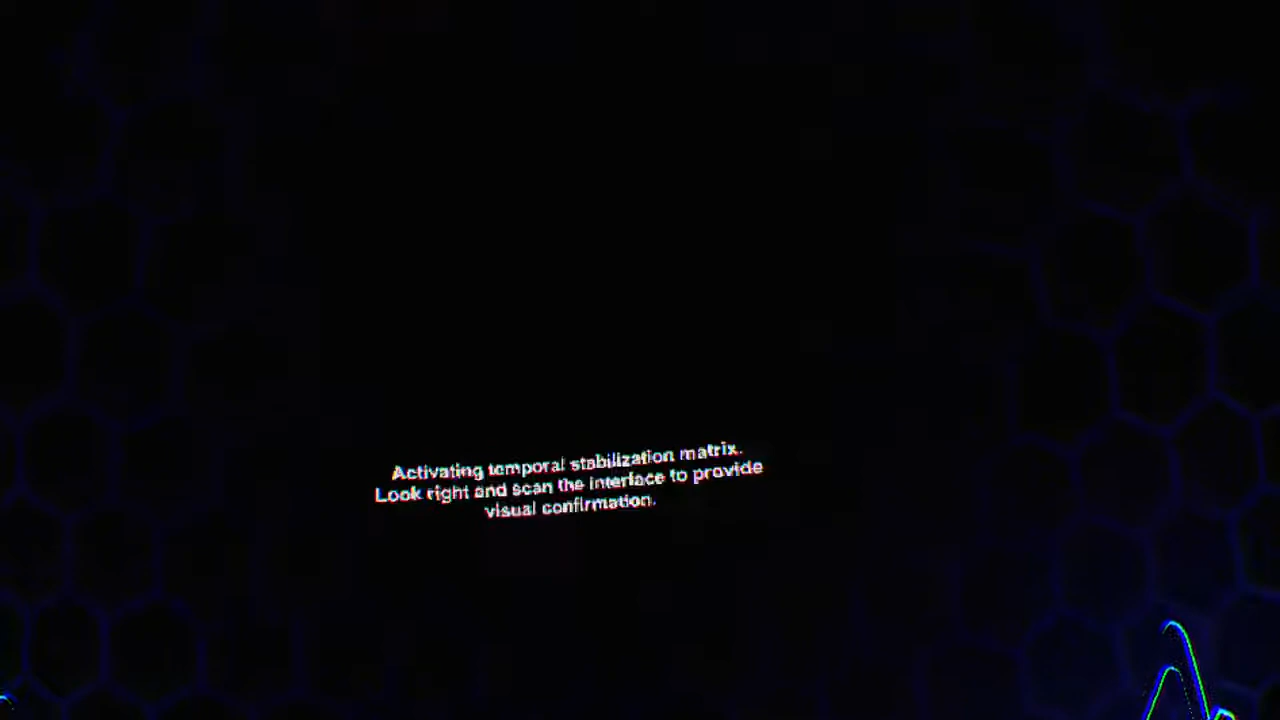 Activating temporal stabilization matrix.
Look right and scan the interface to provide
visual confirmation.